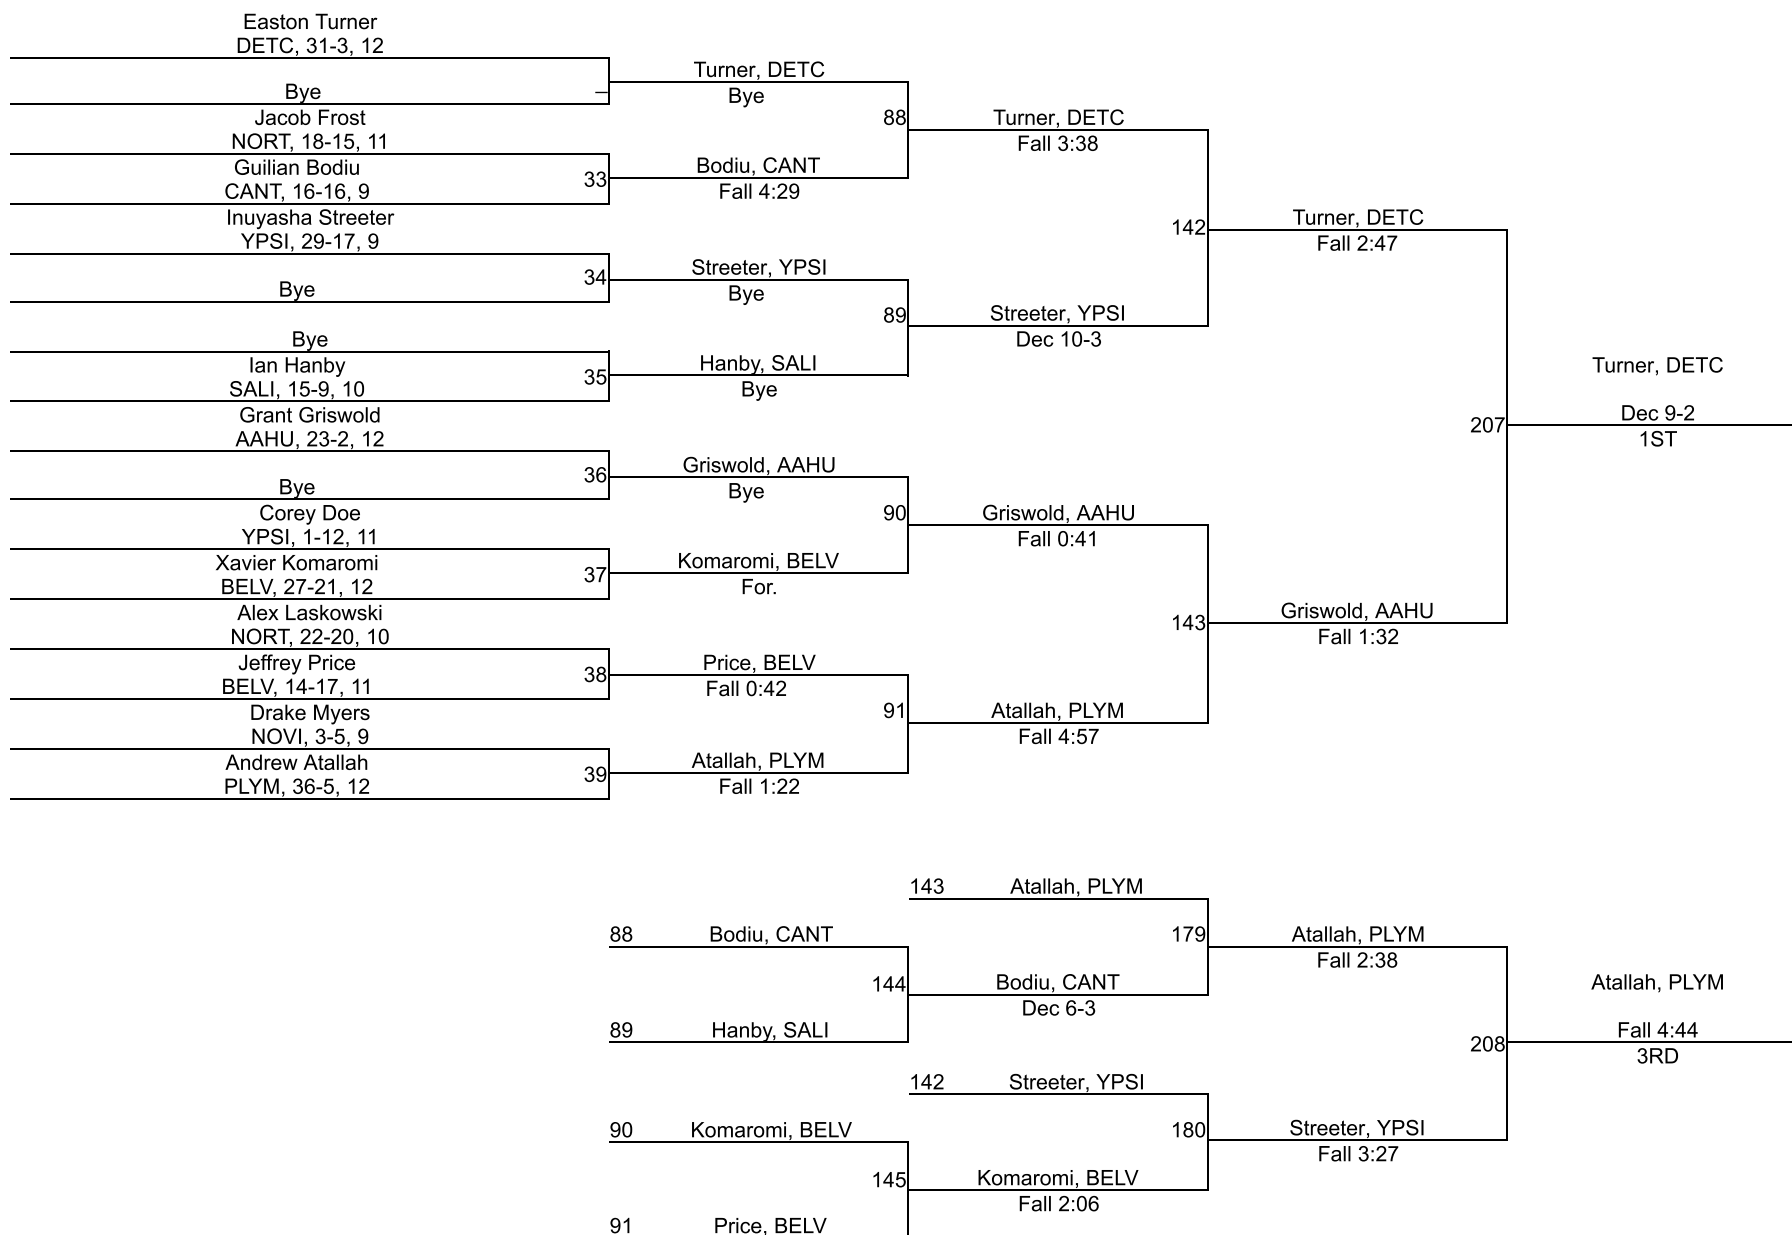 Easton Turner
DETC, 31-3, 12
Bye
Jacob Frost
NORT, 18-15, 11
Guilian Bodiu
CANT, 16-16, 9
Inuyasha Streeter
YPSI, 29-17, 9
Bye
Bye
Ian Hanby
SALI, 15-9, 10
Grant Griswold
AAHU, 23-2, 12
Bye
Corey Doe
YPSI, 1-12, 11
Xavier Komaromi
BELV, 27-21, 12
Alex Laskowski
NORT, 22-20, 10
Jeffrey Price
BELV, 14-17, 11
Drake Myers
NOVI, 3-5, 9
Andrew Atallah
PLYM, 36-5, 12
–
33
34
35
36
37
38
39
Turner, DETC
Bye
Bodiu, CANT
Fall 4:29
Streeter, YPSI
Bye
Hanby, SALI
Bye
Griswold, AAHU
Bye
Komaromi, BELV
For.
Price, BELV
Fall 0:42
Atallah, PLYM
Fall 1:22
88
89
90
91
Turner, DETC
Fall 3:38
Streeter, YPSI
Dec 10-3
Griswold, AAHU
Fall 0:41
Atallah, PLYM
Fall 4:57
142
143
Turner, DETC
Fall 2:47
Griswold, AAHU
Fall 1:32
207
Turner, DETC
Dec 9-2
1ST
88 Bodiu, CANT
89 Hanby, SALI
90 Komaromi, BELV
91 Price, BELV
144
145
143 Atallah, PLYM
Bodiu, CANT
Dec 6-3
142 Streeter, YPSI
Komaromi, BELV
Fall 2:06
179
180
Atallah, PLYM
Fall 2:38
Streeter, YPSI
Fall 3:27
208
Atallah, PLYM
Fall 4:44
3RD